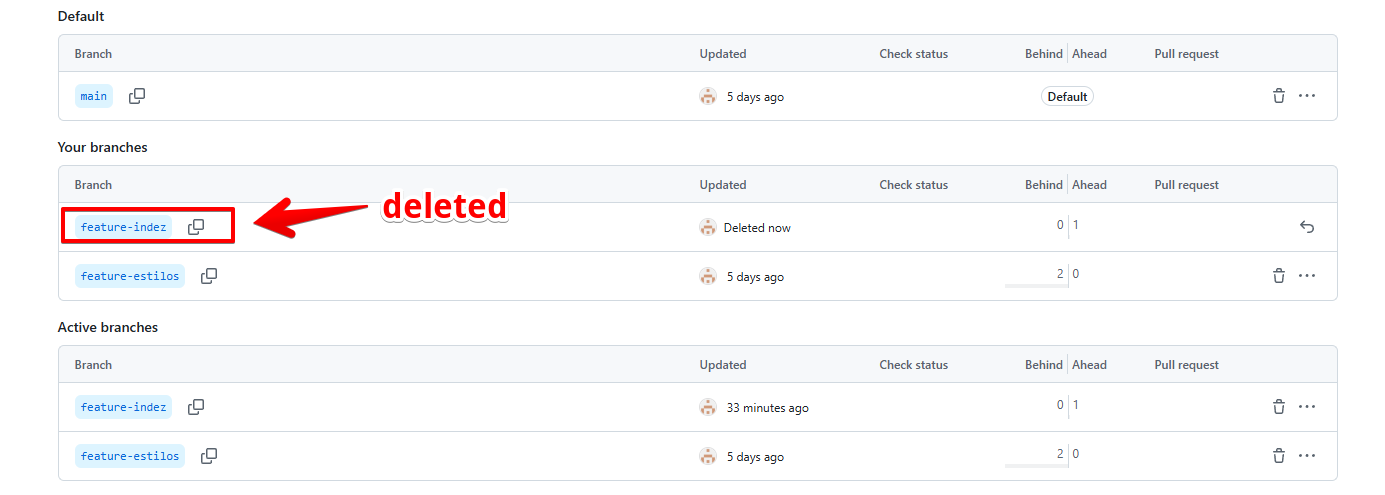 Default
Branch Updated Check status Behind Ahead Pull request
main 5 days ago Default
Your branches
Branch Updated Check status Behind Ahead Pull request
deleted
feature-indez Deleted now 0 1
feature-estilos 5 days ago 2 0
Active branches
Branch Updated Check status Behind Ahead Pull request
feature-indez 33 minutes ago 0 1
feature-estilos 5 days ago 2 0